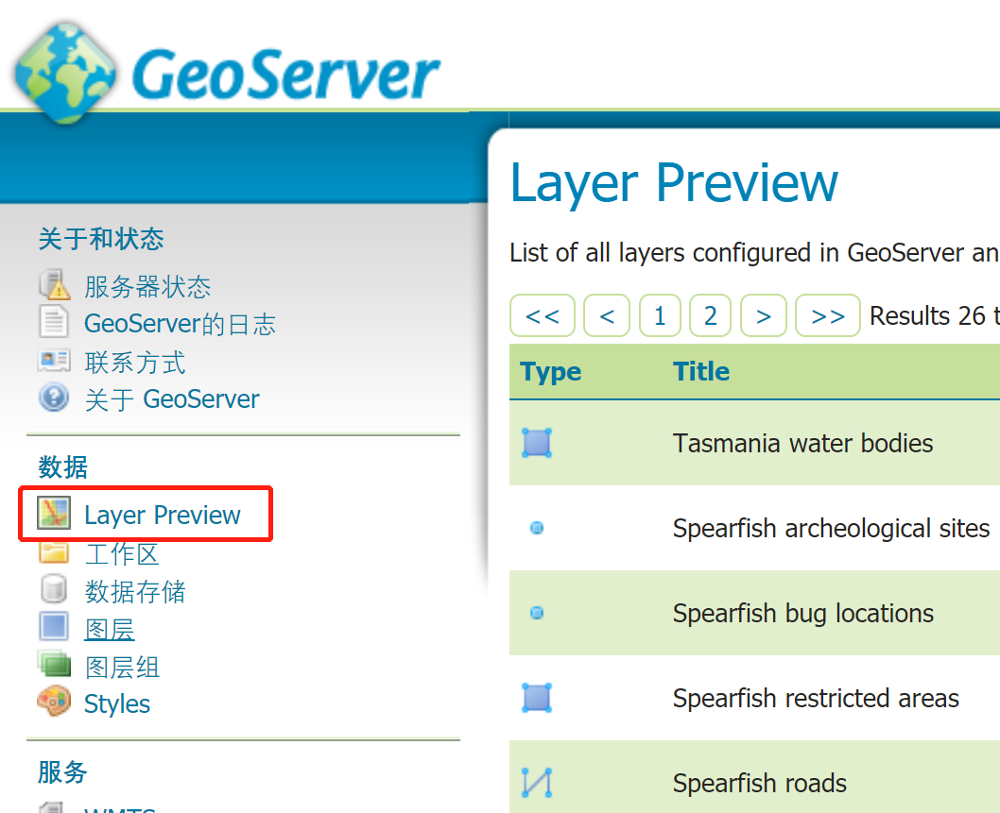 GeoServer
关于和状态
服务器状态
GeoServer的日志
联系方式
关于 GeoServer
数据
Layer Preview
工作区
数据存储
图层
图层组
Styles
服务
WMTS
Layer Preview
List of all layers configured in GeoServer an
<< < 1 2 > >> Results 26 t
Type Title
Tasmania water bodies
Spearfish archeological sites
Spearfish bug locations
Spearfish restricted areas
Spearfish roads